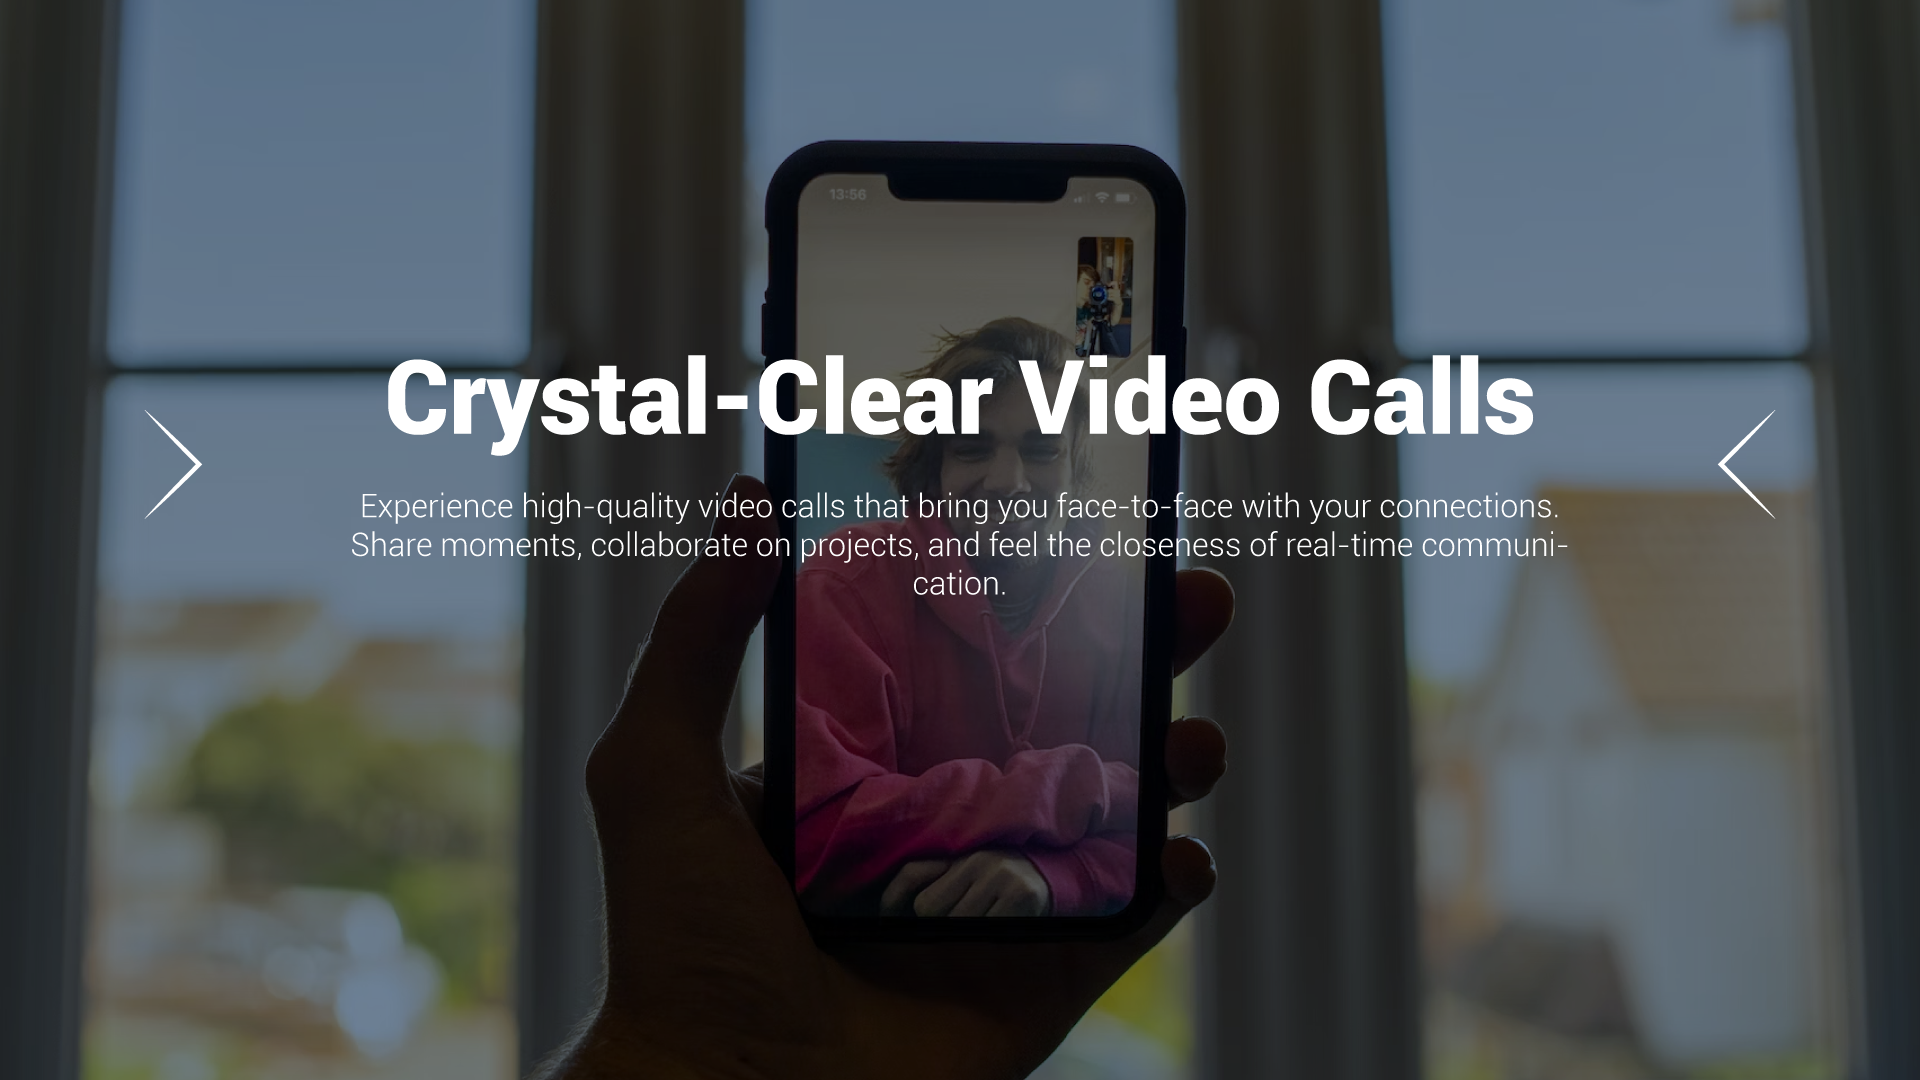 13:56
Crystal-Clear Video Calls
Experience high-quality video calls that bring you face-to-face with your connections.
Share moments, collaborate on projects, and feel the closeness of real-time communi-
cation.